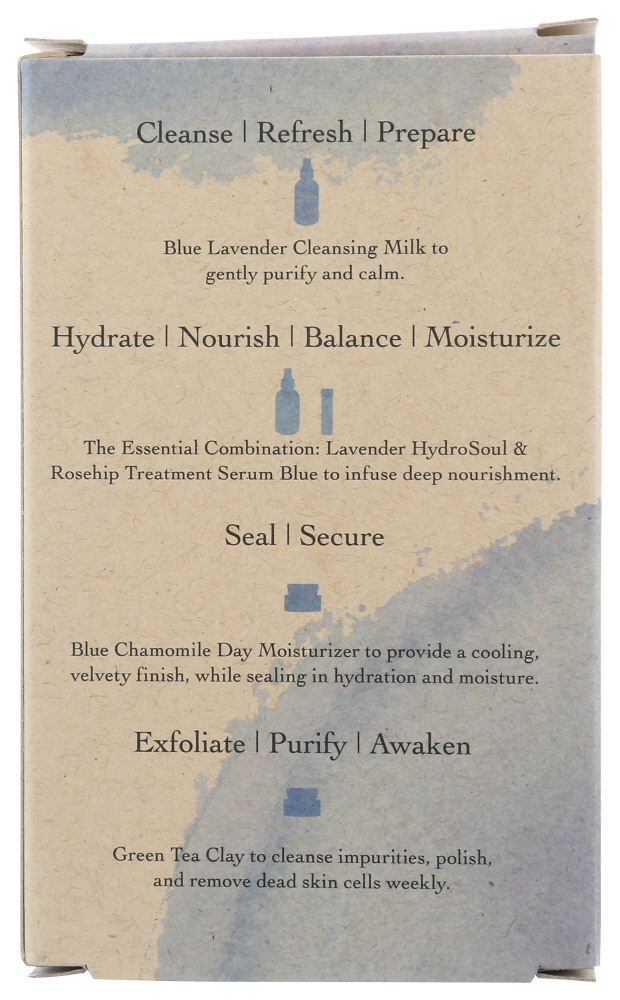 Cleanse | Refresh | Prepare
Blue Lavender Cleansing Milk to
gently purify and calm.
Hydrate | Nourish | Balance | Moisturize
The Essential Combination: Lavender HydroSoul &
Rosehip Treatment Serum Blue to infuse deep nourishment.
Seal | Secure
Blue Chamomile Day Moisturizer to provide a cooling,
velvety finish, while sealing in hydration and moisture.
Exfoliate | Purify | Awaken
Green Tea Clay to cleanse impurities, polish,
and remove dead skin cells weekly.